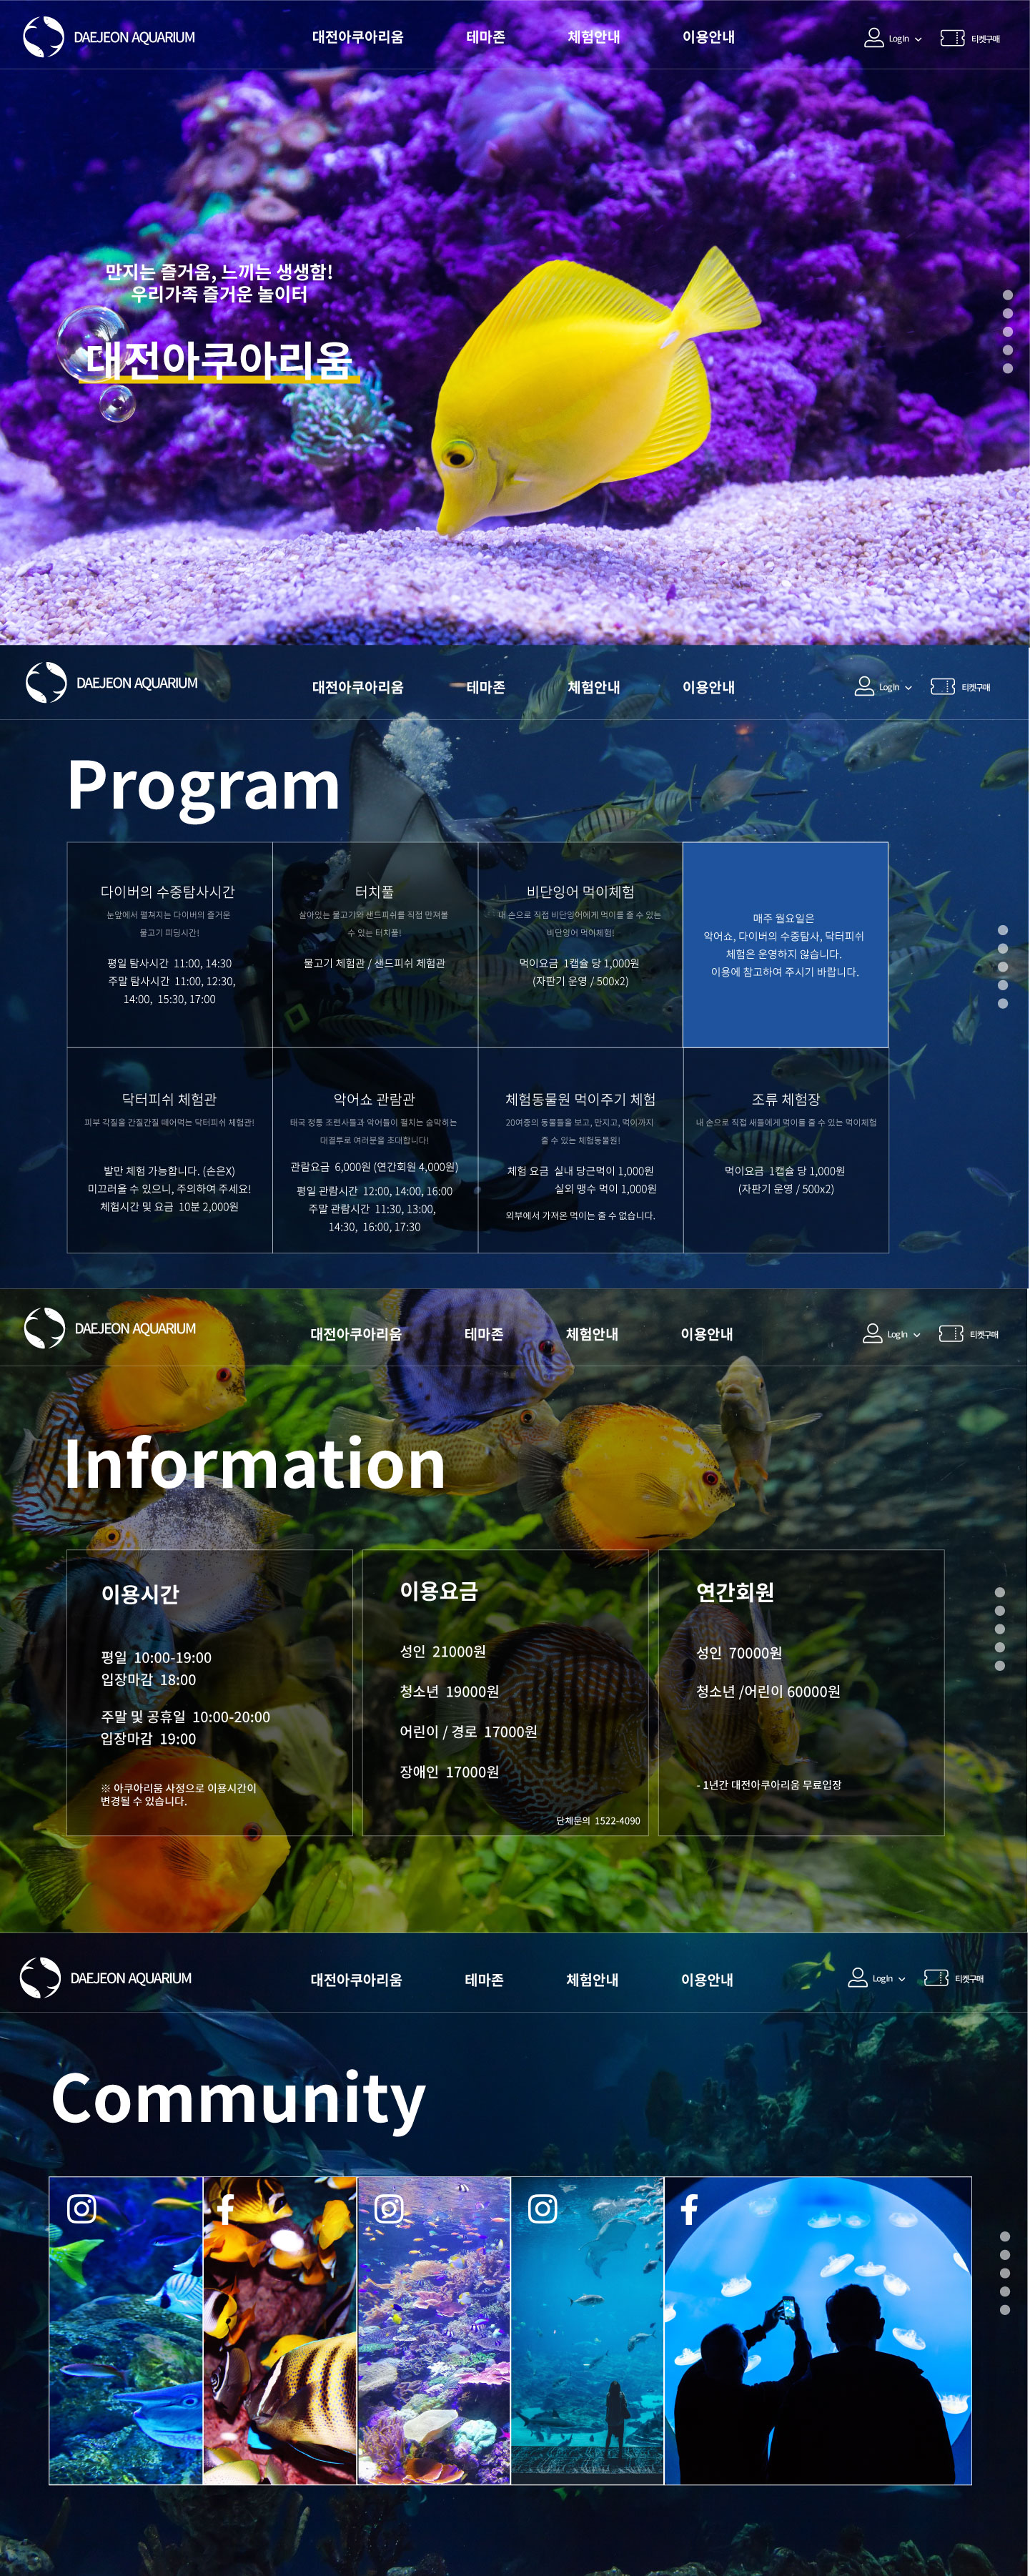 DAEJEON AQUARIUM
대전아쿠아리움 테마존 체험안내 이용안내
LogIn
티켓구매
만지는 즐거움, 느끼는 생생함!
우리가족 즐거운 놀이터
대전아쿠아리움
DAEJEON AQUARIUM
대전아쿠아리움 테마존 체험안내 이용안내
LogIn
티켓구매
Program
다이버의 수중탐사시간
눈앞에서 펼쳐지는 다이버의 즐거운
물고기 피딩시간!
평일 탐사시간 11:00, 14:30
주말 탐사시간 11:00, 12:30,
14:00, 15:30, 17:00
터치풀
살아있는 물고기와 샌드피쉬를 직접 만져볼
수 있는 터치풀!
물고기 체험관 / 샌드피쉬 체험관
비단잉어 먹이체험
내 손으로 직접 비단잉어에게 먹이를 줄 수 있는
비단잉어 먹이체험!
먹이요금 1캡슐 당 1,000원
(자판기 운영 / 500x2)
매주 월요일은
악어쇼, 다이버의 수중탐사, 닥터피쉬
체험은 운영하지 않습니다.
이용에 참고하여 주시기 바랍니다.
닥터피쉬 체험관
피부 각질을 간질간질 떼어먹는 닥터피쉬 체험관!
발만 체험 가능합니다. (손은X)
미끄러울 수 있으니, 주의하여 주세요!
체험시간 및 요금 10분 2,000원
악어쇼 관람관
태국 정통 조련사들과 악어들이 펼치는 숨막히는
대결투로 여러분을 초대합니다!
관람요금 6,000원 (연간회원 4,000원)
평일 관람시간 12:00, 14:00, 16:00
주말 관람시간 11:30, 13:00,
14:30, 16:00, 17:30
체험동물원 먹이주기 체험
20여종의 동물들을 보고, 만지고, 먹이까지
줄 수 있는 체험동물원!
체험 요금 실내 당근먹이 1,000원
실외 맹수 먹이 1,000원
외부에서 가져온 먹이는 줄 수 없습니다.
조류 체험장
내 손으로 직접 새들에게 먹이를 줄 수 있는 먹이체험
먹이요금 1캡슐 당 1,000원
(자판기 운영 / 500x2)
DAEJEON AQUARIUM
대전아쿠아리움 테마존 체험안내 이용안내
LogIn
티켓구매
Information
이용시간
평일 10:00-19:00
입장마감 18:00
주말 및 공휴일 10:00-20:00
입장마감 19:00
※ 아쿠아리움 사정으로 이용시간이
변경될 수 있습니다.
이용요금
성인 21000원
청소년 19000원
어린이 / 경로 17000원
장애인 17000원
단체문의 1522-4090
연간회원
성인 70000원
청소년 /어린이 60000원
- 1년간 대전아쿠아리움 무료입장
DAEJEON AQUARIUM
대전아쿠아리움 테마존 체험안내 이용안내
LogIn
티켓구매
Community